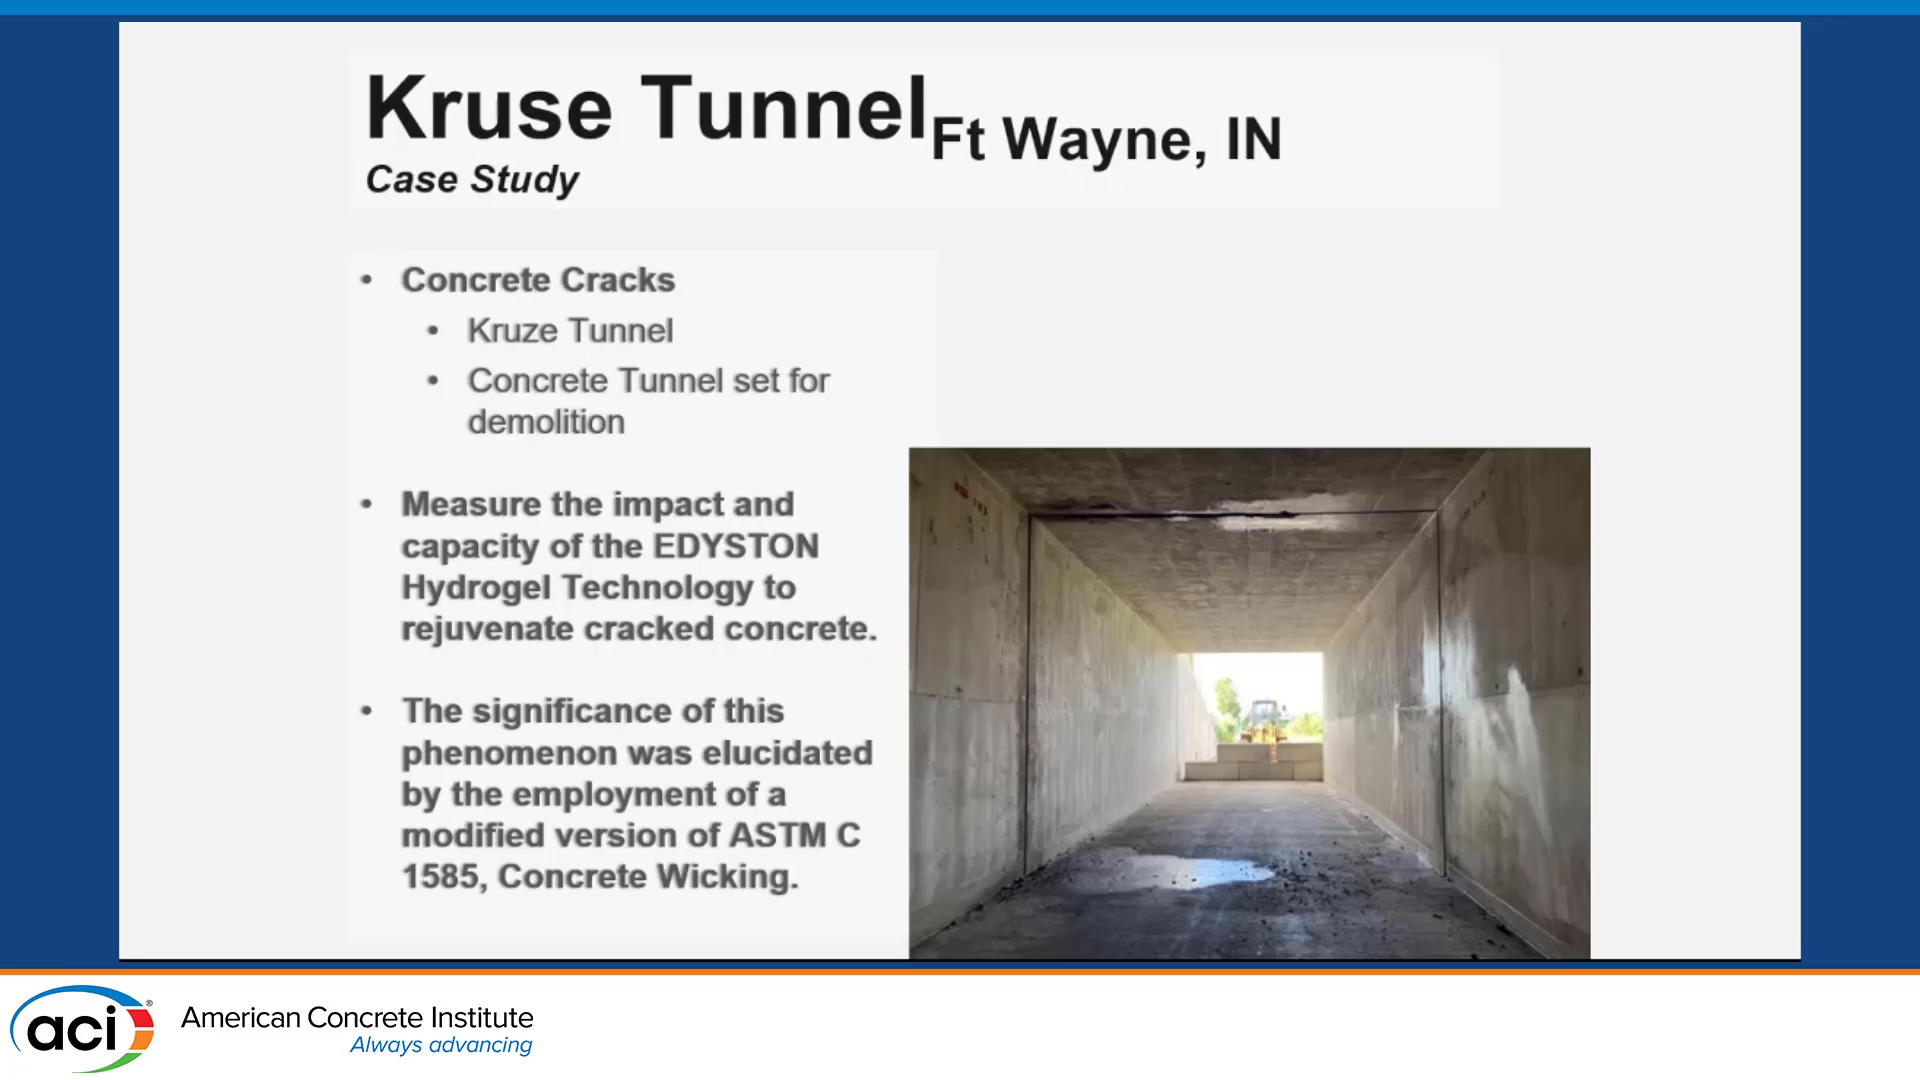 Kruse Tunnel Ft Wayne, IN
Case Study
• Concrete Cracks
• Kruze Tunnel
• Concrete Tunnel set for
demolition
• Measure the impact and
capacity of the EDYSTON
Hydrogel Technology to
rejuvenate cracked concrete.
• The significance of this
phenomenon was elucidated
by the employment of a
modified version of ASTM C
1585, Concrete Wicking.
aci®
American Concrete Institute
Always advancing